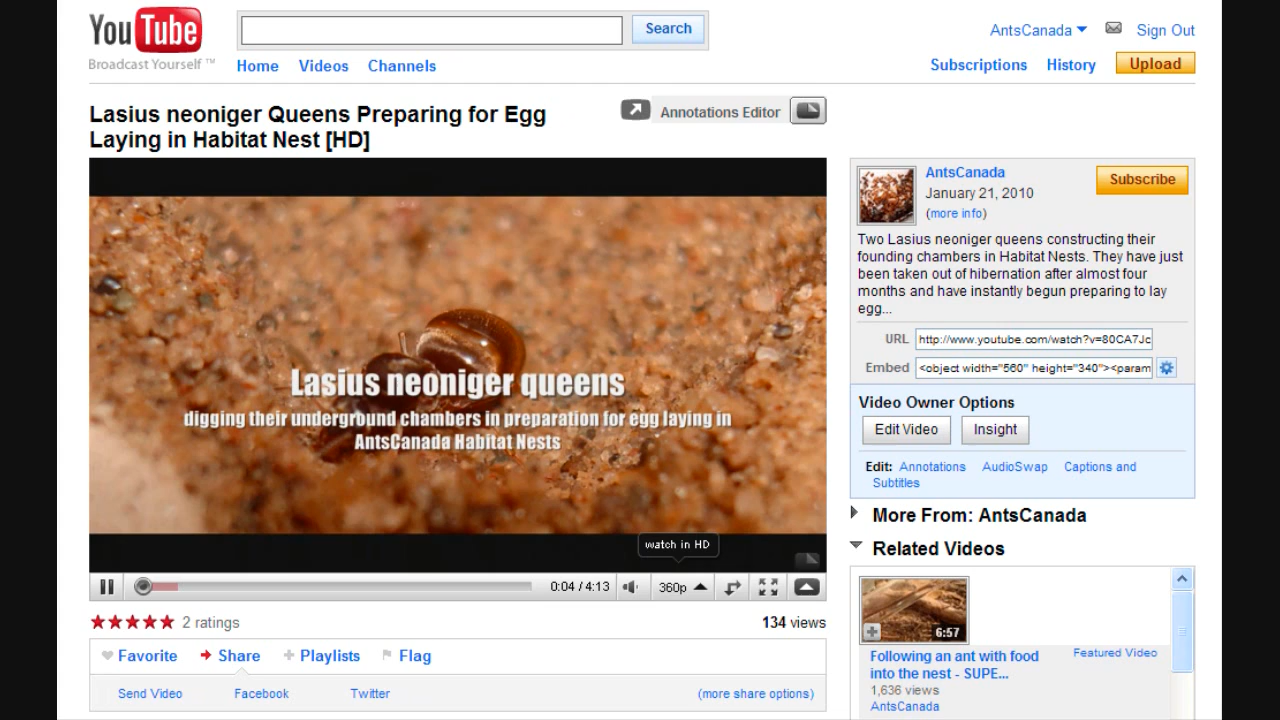 You Tube
Broadcast Yourself ™
Search
AntsCanada
Sign Out
Home Videos Channels
Subscriptions History Upload
Lasius neoniger Queens Preparing for Egg
Laying in Habitat Nest [HD]
Annotations Editor
Lasius neoniger queens
digging their underground chambers in preparation for egg laying in
AntsCanada Habitat Nests
watch in HD
0:04 / 4:13
360p
2 ratings
134 views
Favorite Share Playlists Flag
Send Video Facebook Twitter (more share options)
AntsCanada
January 21, 2010
(more info)
Subscribe
Two Lasius neoniger queens constructing their
founding chambers in Habitat Nests. They have just
been taken out of hibernation after almost four
months and have instantly begun preparing to lay
egg...
URL http://www.youtube.com/watch?v=80CA7Jc
Embed <object width="560" height="340"><param
Video Owner Options
Edit Video Insight
Edit: Annotations AudioSwap Captions and
Subtitles
More From: AntsCanada
Related Videos
6:57
Following an ant with food
into the nest - SUPE...
1,636 views
AntsCanada
Featured Video